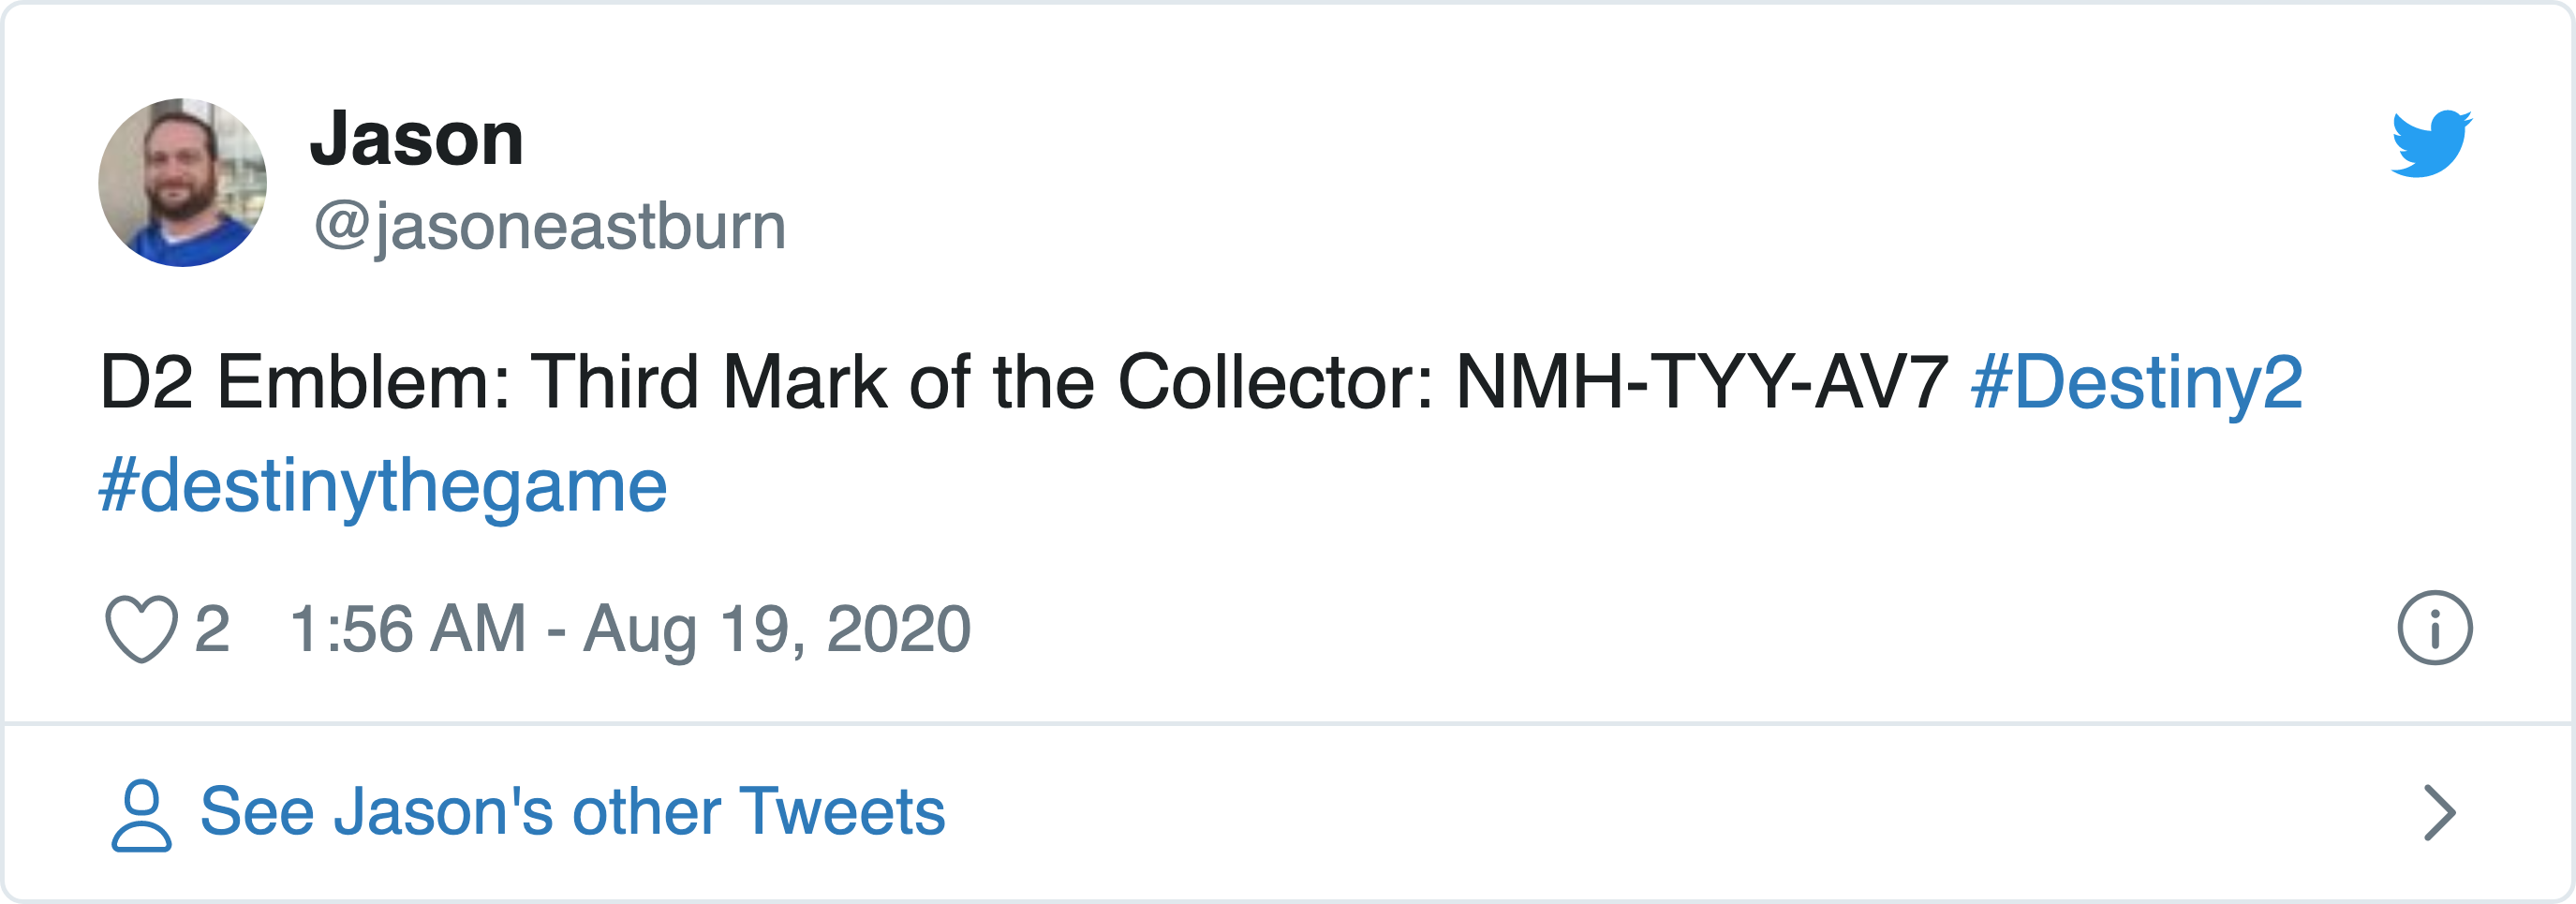 Jason
@jasoneastburn
D2 Emblem: Third Mark of the Collector: NMH-TYY-AV7 #Destiny2
#destinythegame
2 1:56 AM - Aug 19, 2020
See Jason's other Tweets